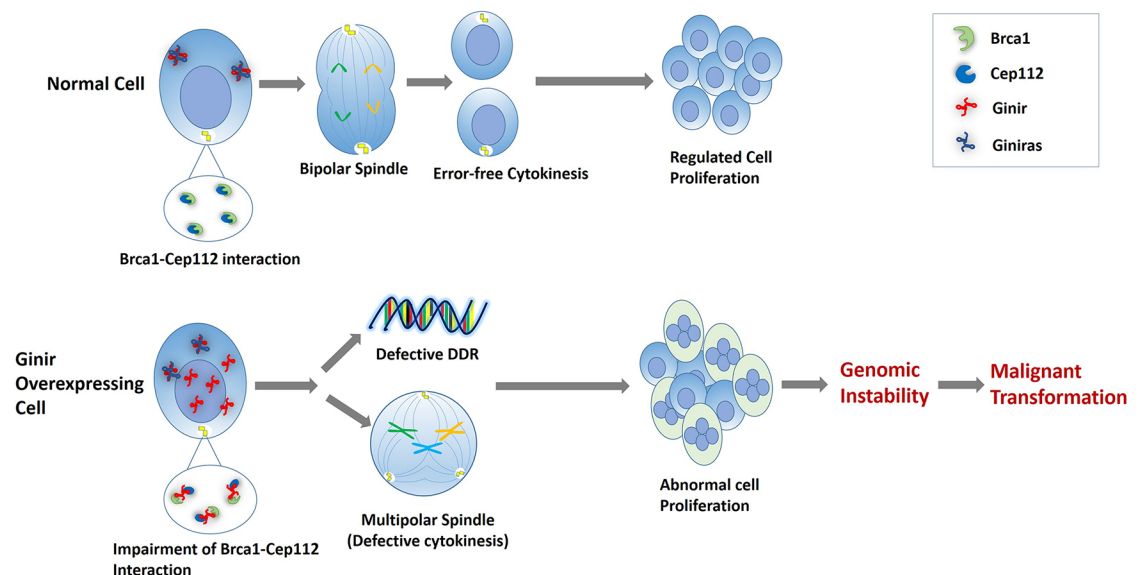 Normal Cell
Bipolar Spindle
Error-free Cytokinesis
Regulated Cell
Proliferation
Brca1
Cep112
Ginir
Giniras
Brca1-Cep112 interaction
Ginir
Overexpressing
Cell
Defective DDR
Multipolar Spindle
(Defective cytokinesis)
Abnormal cell
Proliferation
Genomic
Instability
Malignant
Transformation
Impairment of Brca1-Cep112
Interaction